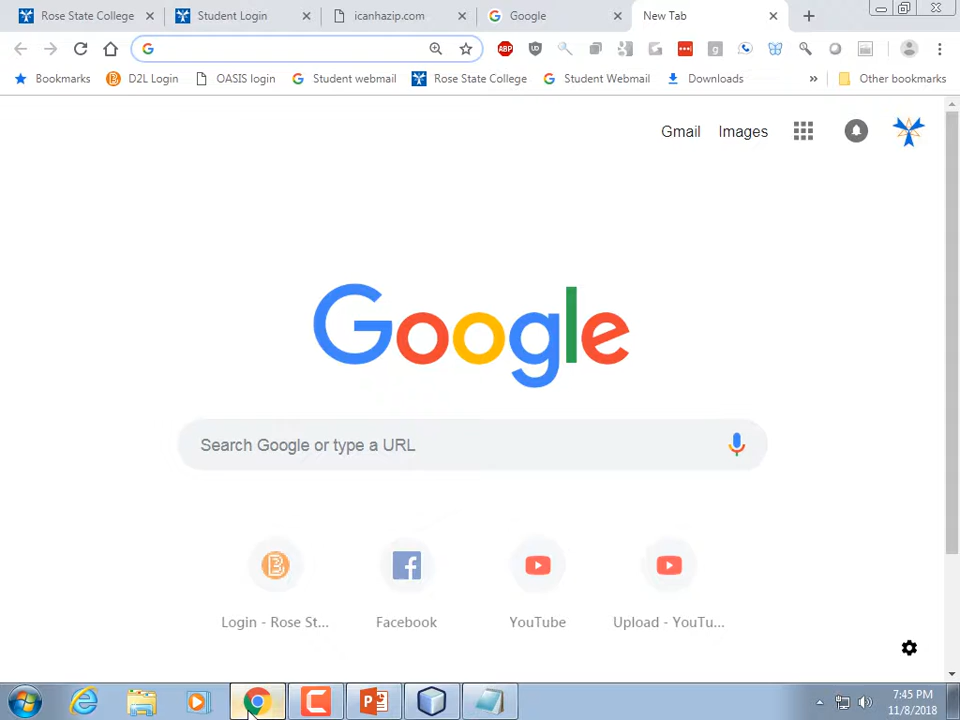 Rose State College
Student Login
icanhazip.com
Google
New Tab
ABP
g
Bookmarks
D2L Login
OASIS login
Student webmail
Rose State College
Student Webmail
Downloads
»
Other bookmarks
Gmail
Images
Google
Search Google or type a URL
Login - Rose St...
Facebook
YouTube
Upload - YouTu...
7:45 PM
11/8/2018